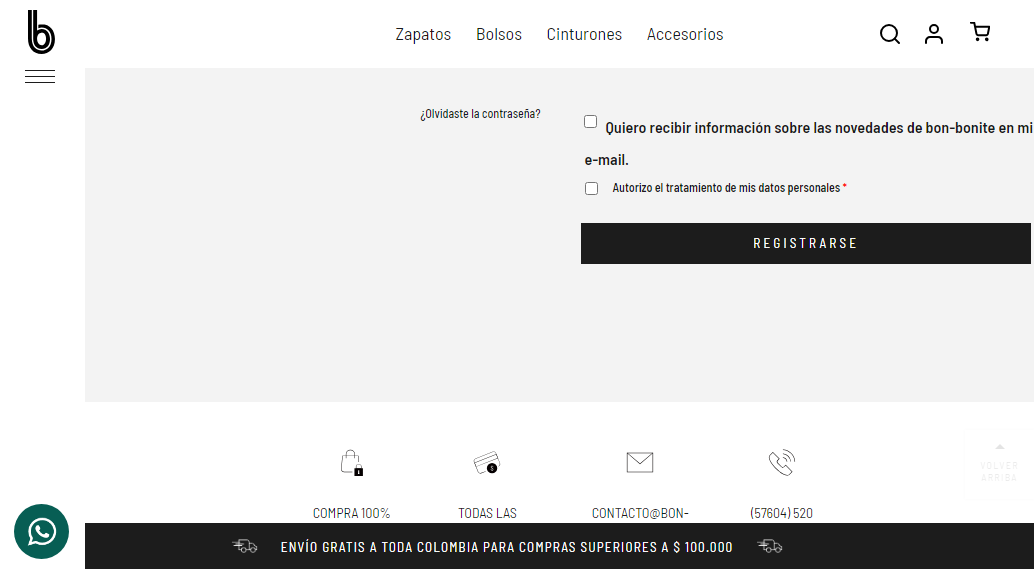 b
Zapatos Bolsos Cinturones Accesorios
¿Olvidaste la contraseña?
Quiero recibir información sobre las novedades de bon-bonite en mi
e-mail.
Autorizo el tratamiento de mis datos personales *
REGISTRARSE
VOLVER
ARRIBA
COMPRA 100%
TODAS LAS
CONTACTO@BON-
(57604) 520
ENVÍO GRATIS A TODA COLOMBIA PARA COMPRAS SUPERIORES A $ 100.000